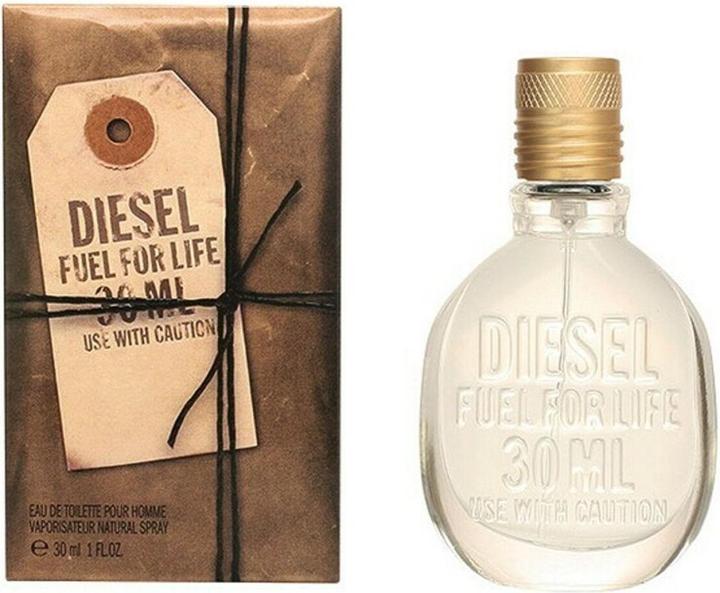 DIESEL
FUEL FOR LIFE
30 ML
USE WITH CAUTION
EAU DE TOILETTE POUR HOMME
VAPORISATEUR NATURAL SPRAY
℮ 30 ml 1 FL.OZ.
DIESEL
FUEL FOR LIFE
30 ML
USE WITH CAUTION